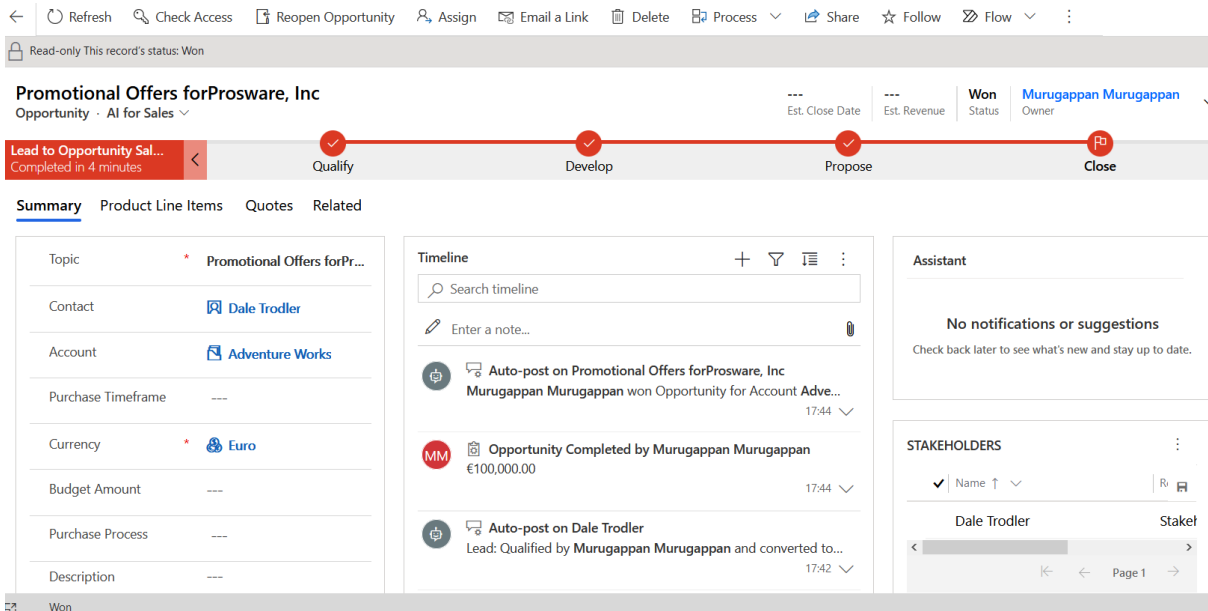 Refresh Check Access Reopen Opportunity Assign Email a Link Delete Process Share Follow Flow
Read-only This record's status: Won
Promotional Offers forProsware, Inc
Opportunity · AI for Sales
---
Est. Close Date
---
Est. Revenue
Won
Status
Murugappan Murugappan
Owner
Lead to Opportunity Sal...
Completed in 4 minutes
Qualify
Develop
Propose
Close
Summary Product Line Items Quotes Related
Topic * Promotional Offers forPr...
Contact Dale Trodler
Account Adventure Works
Purchase Timeframe ---
Currency * Euro
Budget Amount ---
Purchase Process ---
Description ---
Timeline
Search timeline
Enter a note...
Auto-post on Promotional Offers forProsware, Inc
Murugappan Murugappan won Opportunity for Account Adve...
17:44
MM
Opportunity Completed by Murugappan Murugappan
€100,000.00
17:44
Auto-post on Dale Trodler
Lead: Qualified by Murugappan Murugappan and converted to...
17:42
Assistant
No notifications or suggestions
Check back later to see what's new and stay up to date.
STAKEHOLDERS
Name ↑
Dale Trodler Stakeh
Page 1
Won